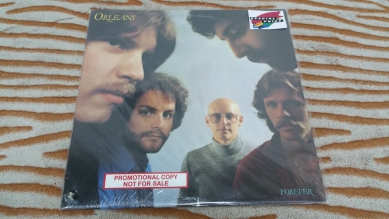 ORLEANS
PROMOTIONAL COPY
NOT FOR SALE
FOREVER